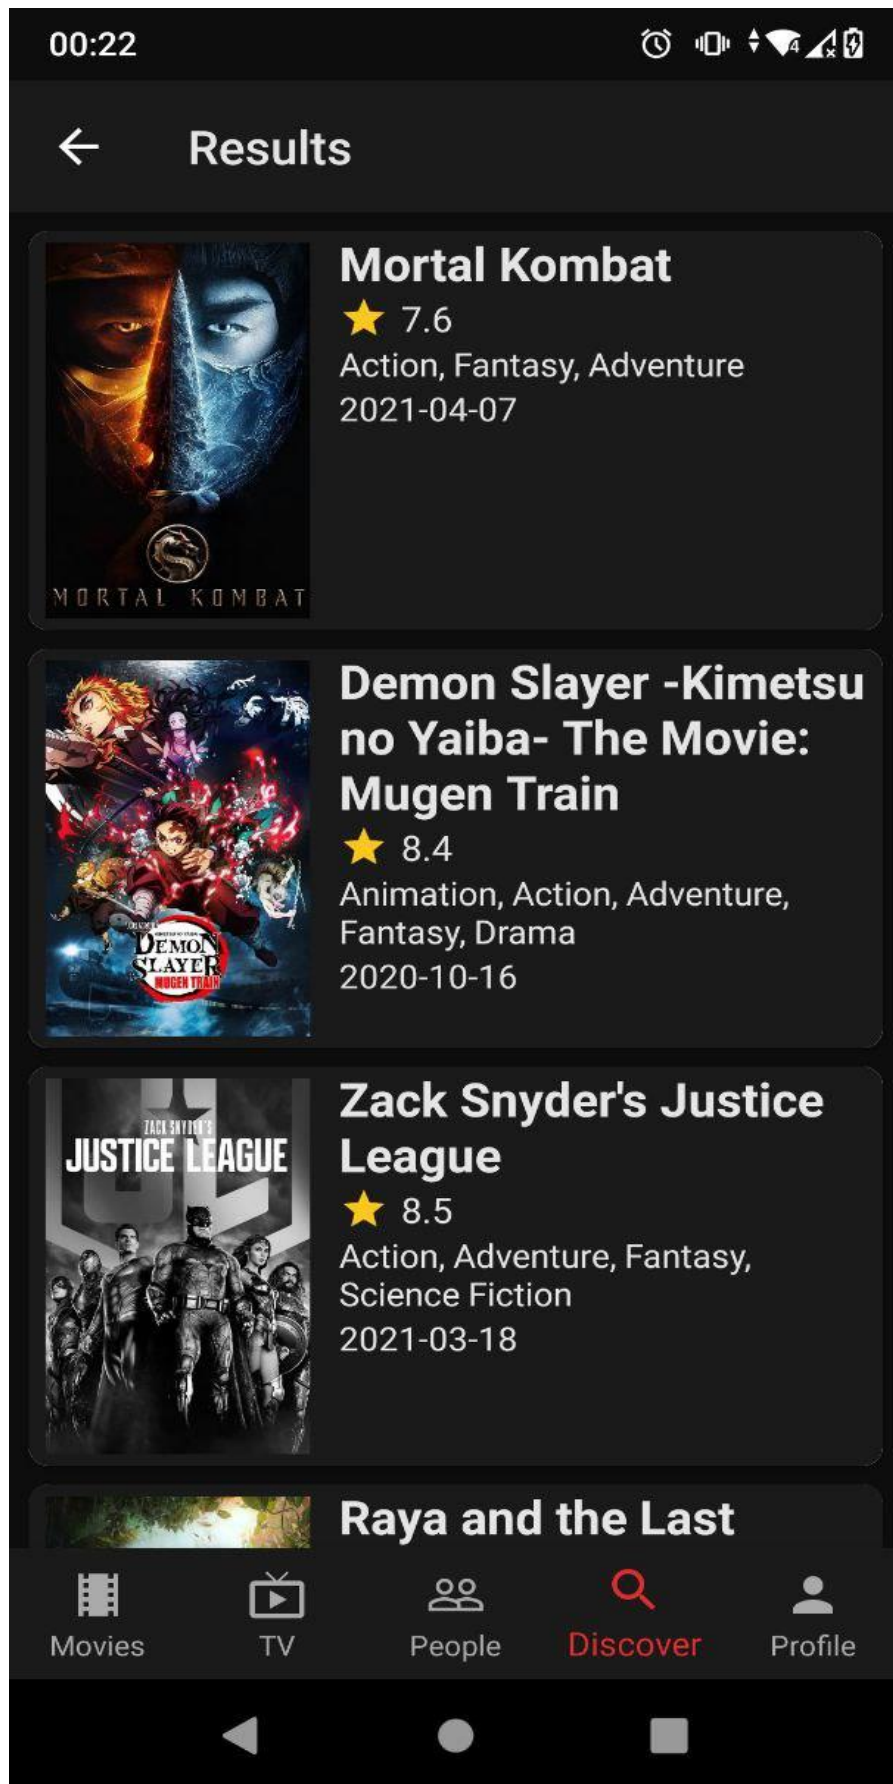 00:22
4
Results
Mortal Kombat
7.6
Action, Fantasy, Adventure
2021-04-07
MORTAL KOMBAT
Demon Slayer -Kimetsu
no Yaiba- The Movie:
Mugen Train
8.4
Animation, Action, Adventure,
Fantasy, Drama
2020-10-16
DEMON
SLAYER
MUGEN TRAIN
Zack Snyder's Justice
League
8.5
Action, Adventure, Fantasy,
Science Fiction
2021-03-18
ZACK SNYDER'S
JUSTICE LEAGUE
Raya and the Last
Movies
TV
People
Discover
Profile